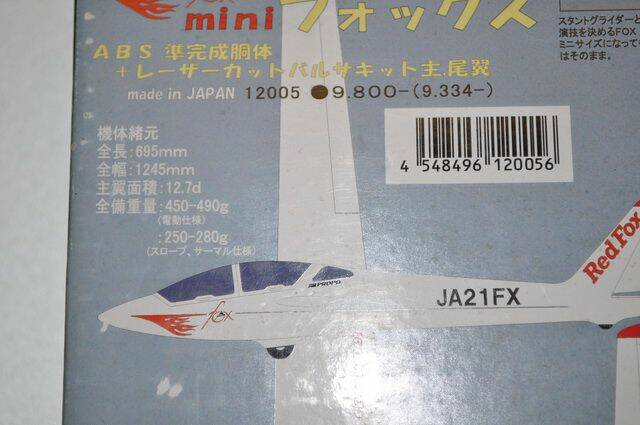 fox
mini フォックス
スタントグライダーと
演技を決めるFOX
ミニサイズになっても
はそのまま。
ABS 準完成胴体
+レーザーカットバルサキット主.尾翼
made in JAPAN 12005 ●9.800-(9.334-)
4 548496 120056
機体緒元
全長:695mm
全幅:1245mm
主翼面積:12.7d
全備重量:450-490g
(電動仕様)
:250-280g
(スロープ、サーマル仕様)
Red Fox
JA21FX
fox